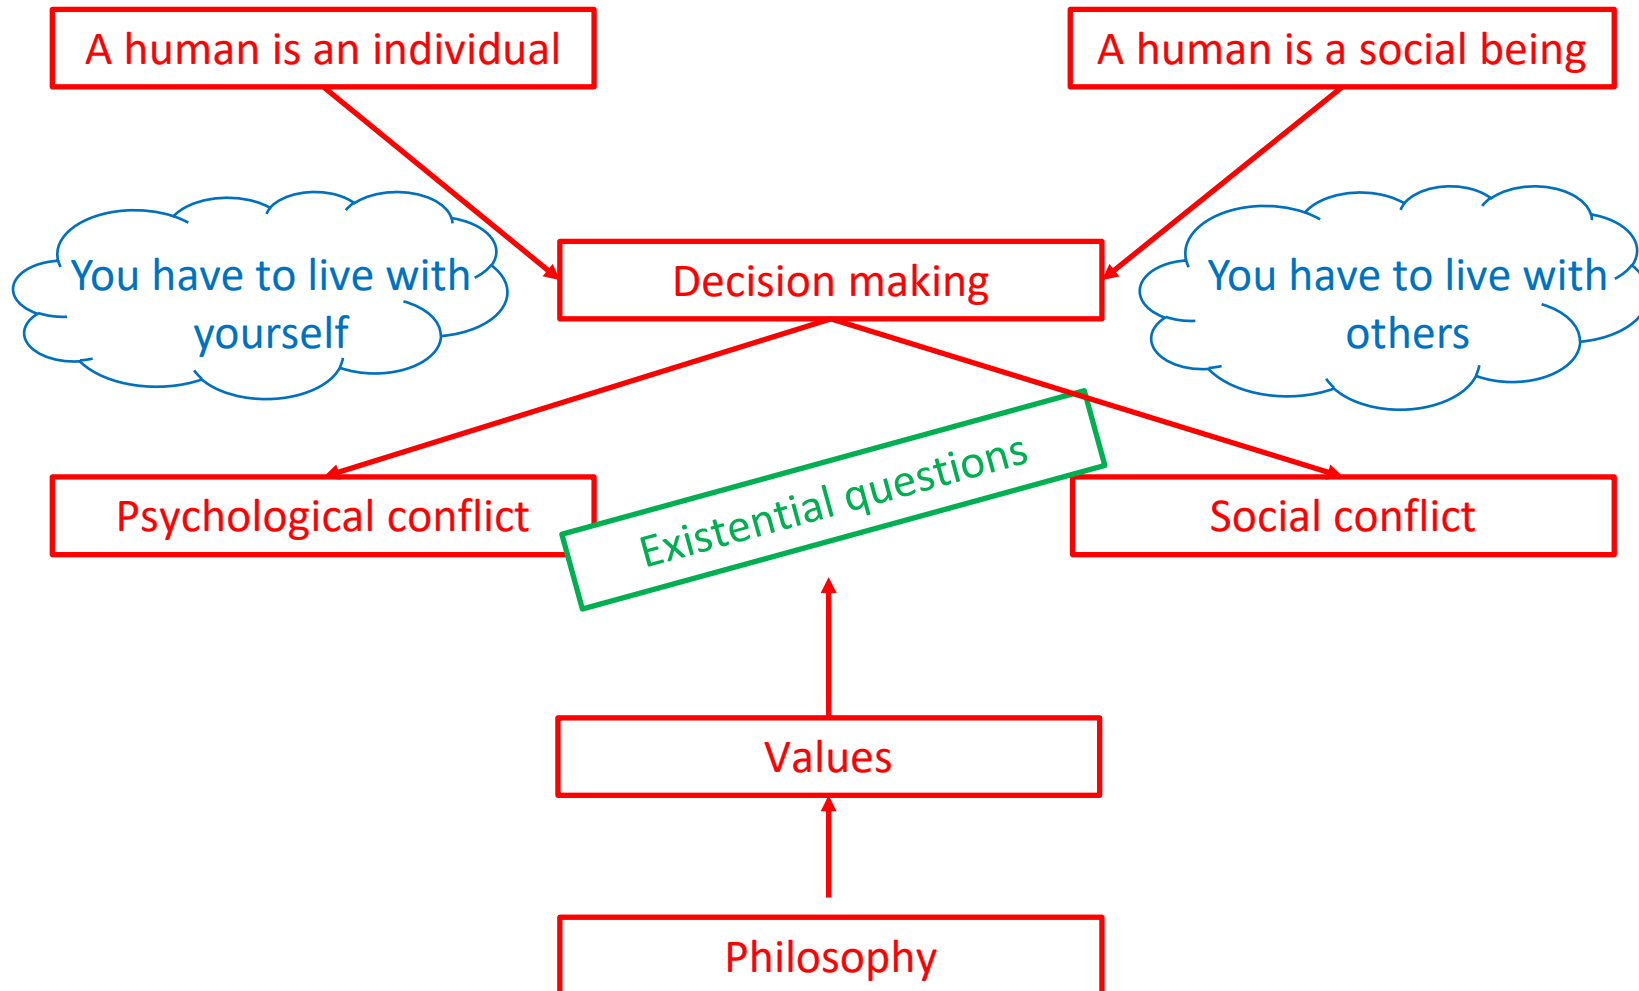 A human is an individual
A human is a social being
You have to live with
yourself
Decision making
You have to live with
others
Psychological conflict
Existential questions
Social conflict
Values
Philosophy